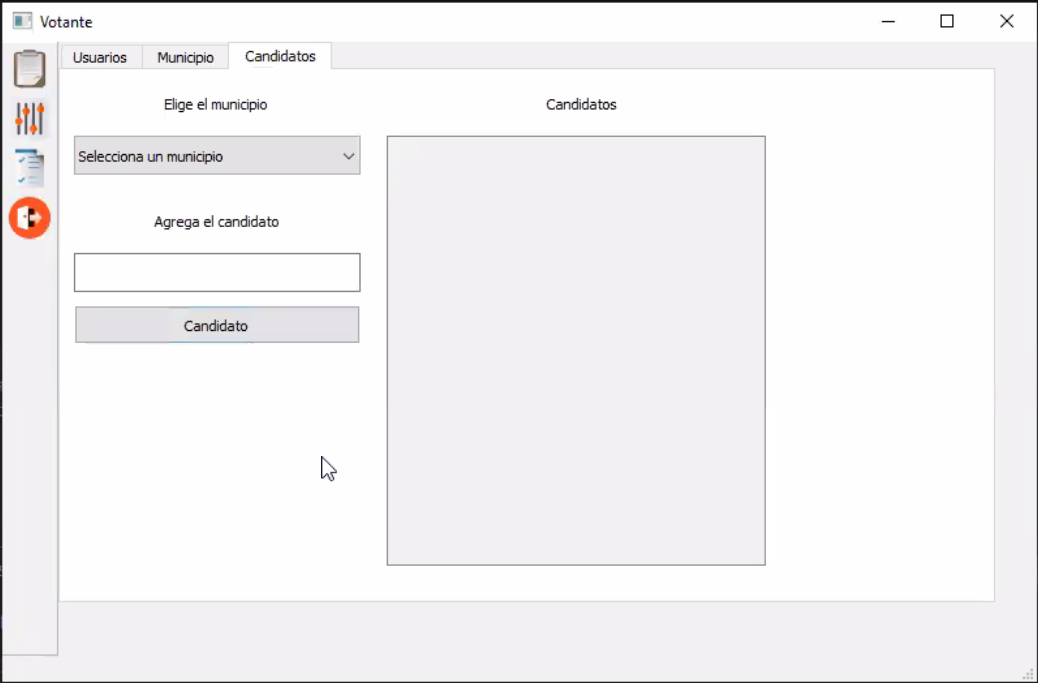 Votante
Usuarios
Municipio
Candidatos
Elige el municipio
Candidatos
Selecciona un municipio
Agrega el candidato
Candidato